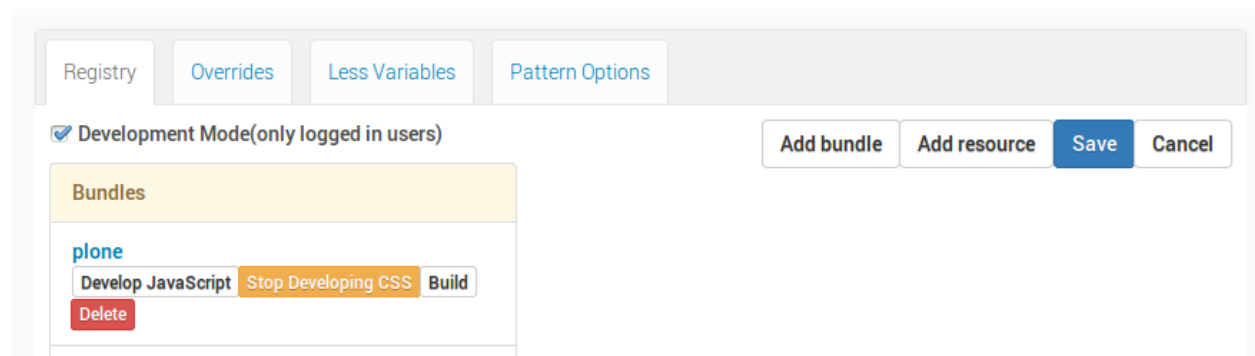 Registry Overrides Less Variables Pattern Options
Development Mode(only logged in users)
Add bundle Add resource Save Cancel
Bundles
plone
Develop JavaScript Stop Developing CSS Build
Delete